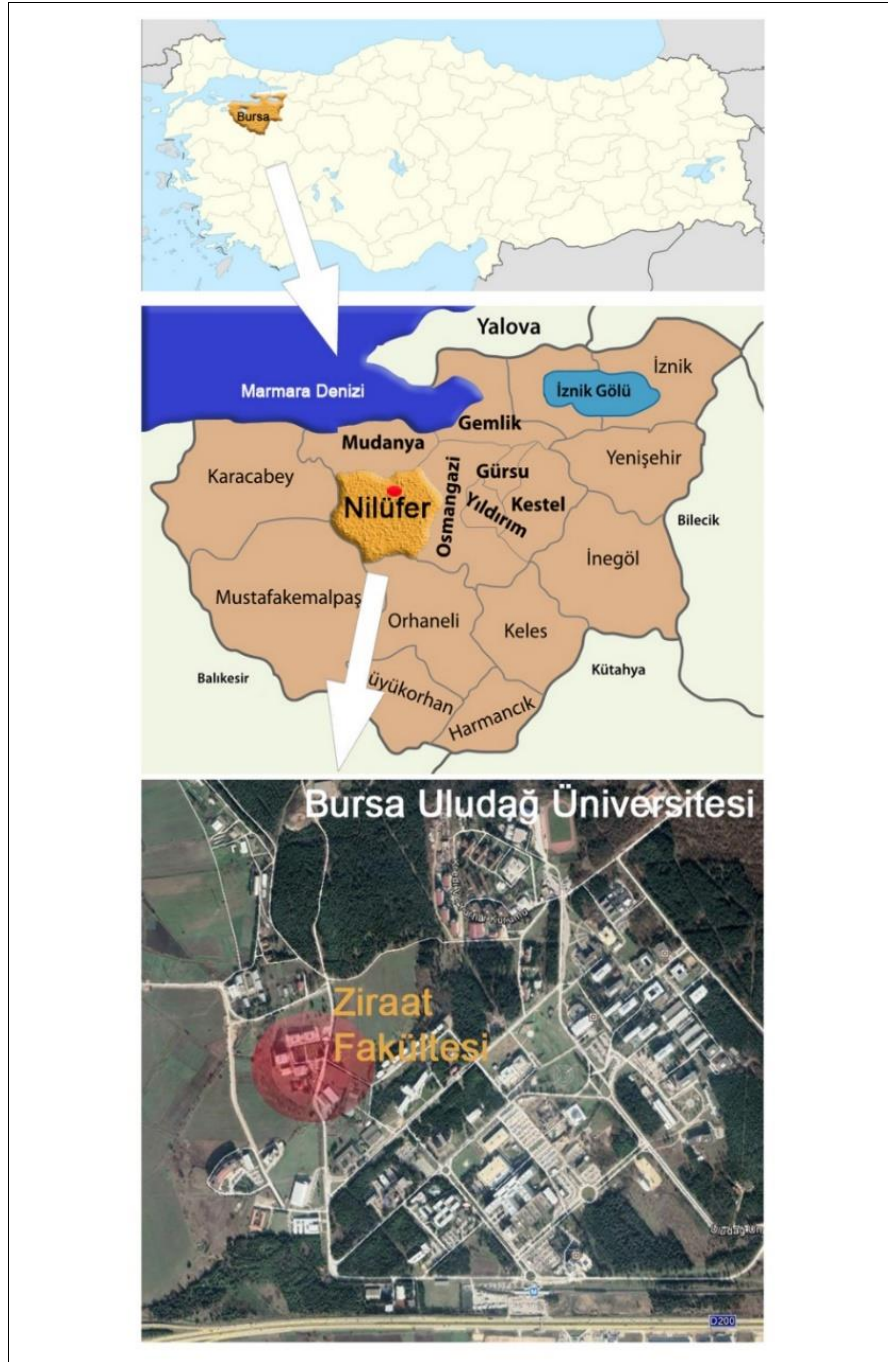 Bursa
Yalova
İznik
Marmara Denizi
İznik Gölü
Gemlik
Mudanya
Karacabey
Gürsu
Yenişehir
Osmangazi
Nilüfer
Yıldırım
Kestel
Bilecik
İnegöl
Mustafakemalpaş
Orhaneli
Keles
Balıkesir
Kütahya
üyükorhan
Harmancık
Bursa Uludağ Üniversitesi
Ziraat
Fakültesi
D200